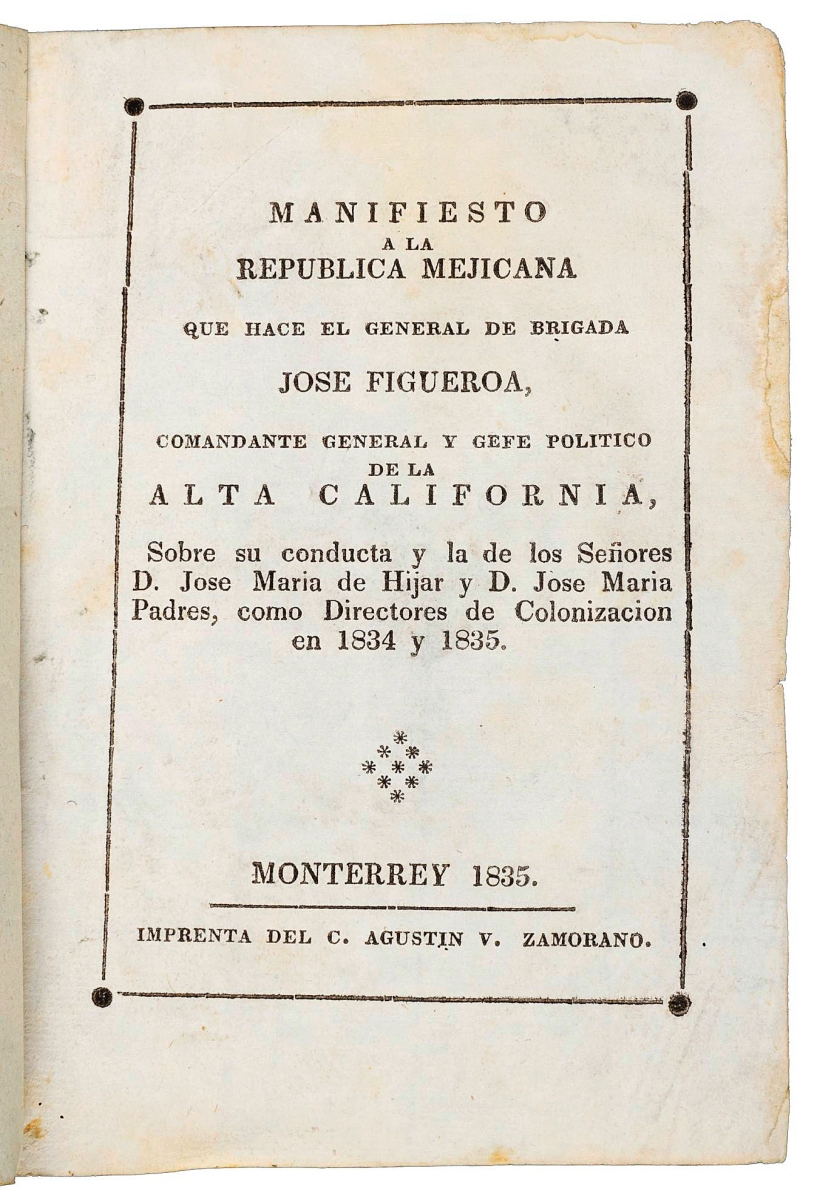 MANIFIESTO
A LA
REPUBLICA MEJICANA
QUE HACE EL GENERAL DE BRIGADA
JOSE FIGUEROA,
COMANDANTE GENERAL Y GEFE POLITICO
DE LA
ALTA CALIFORNIA,
Sobre su conducta y la de los Señores
D. Jose Maria de Hijar y D. Jose Maria
Padres, como Directores de Colonizacion
en 1834 y 1835.
MONTERREY 1835.
IMPRENTA DEL C. AGUSTIN V. ZAMORANO.